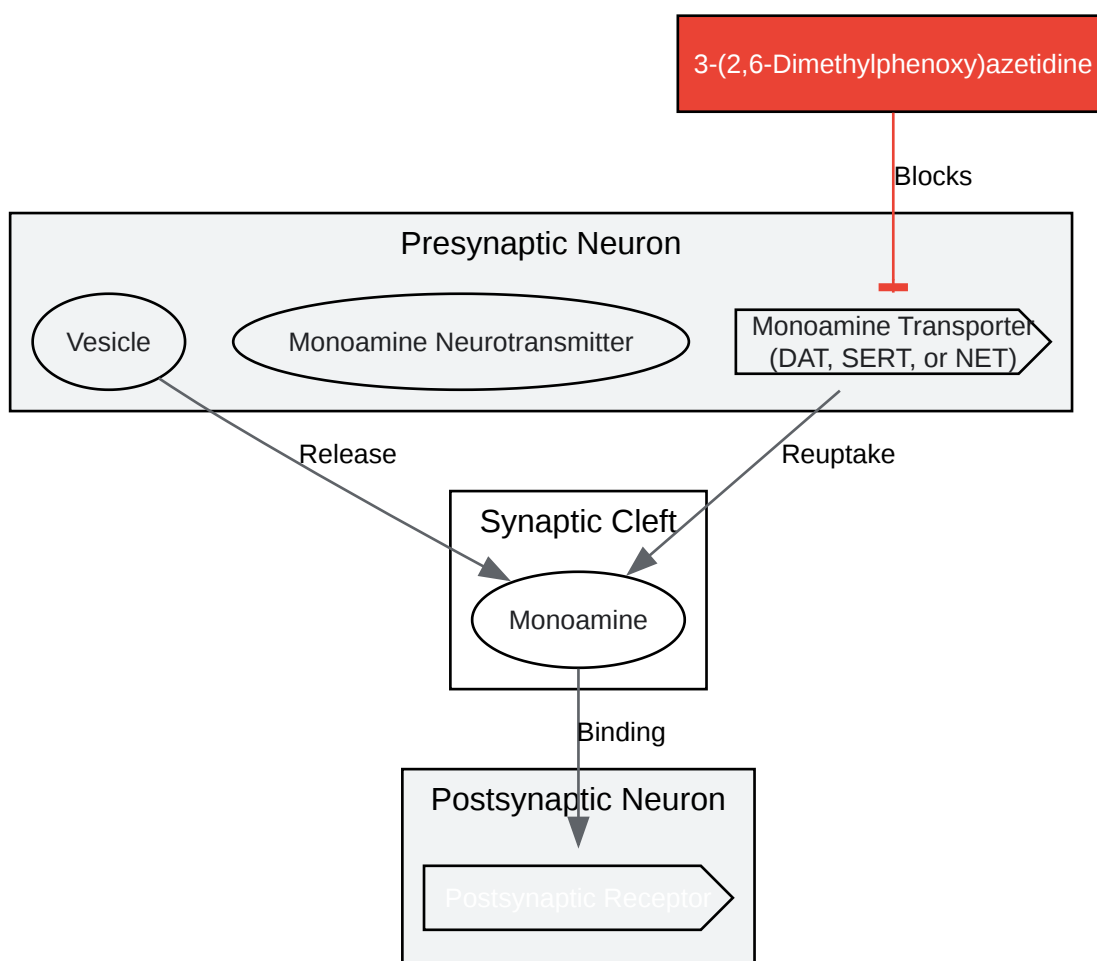 3-(2,6-Dimethylphenoxy)azetidine
Blocks
Presynaptic Neuron
Vesicle
Monoamine Neurotransmitter
Monoamine Transporter
(DAT, SERT, or NET)
Release
Reuptake
Synaptic Cleft
Monoamine
Binding
Postsynaptic Neuron
Postsynaptic Receptor